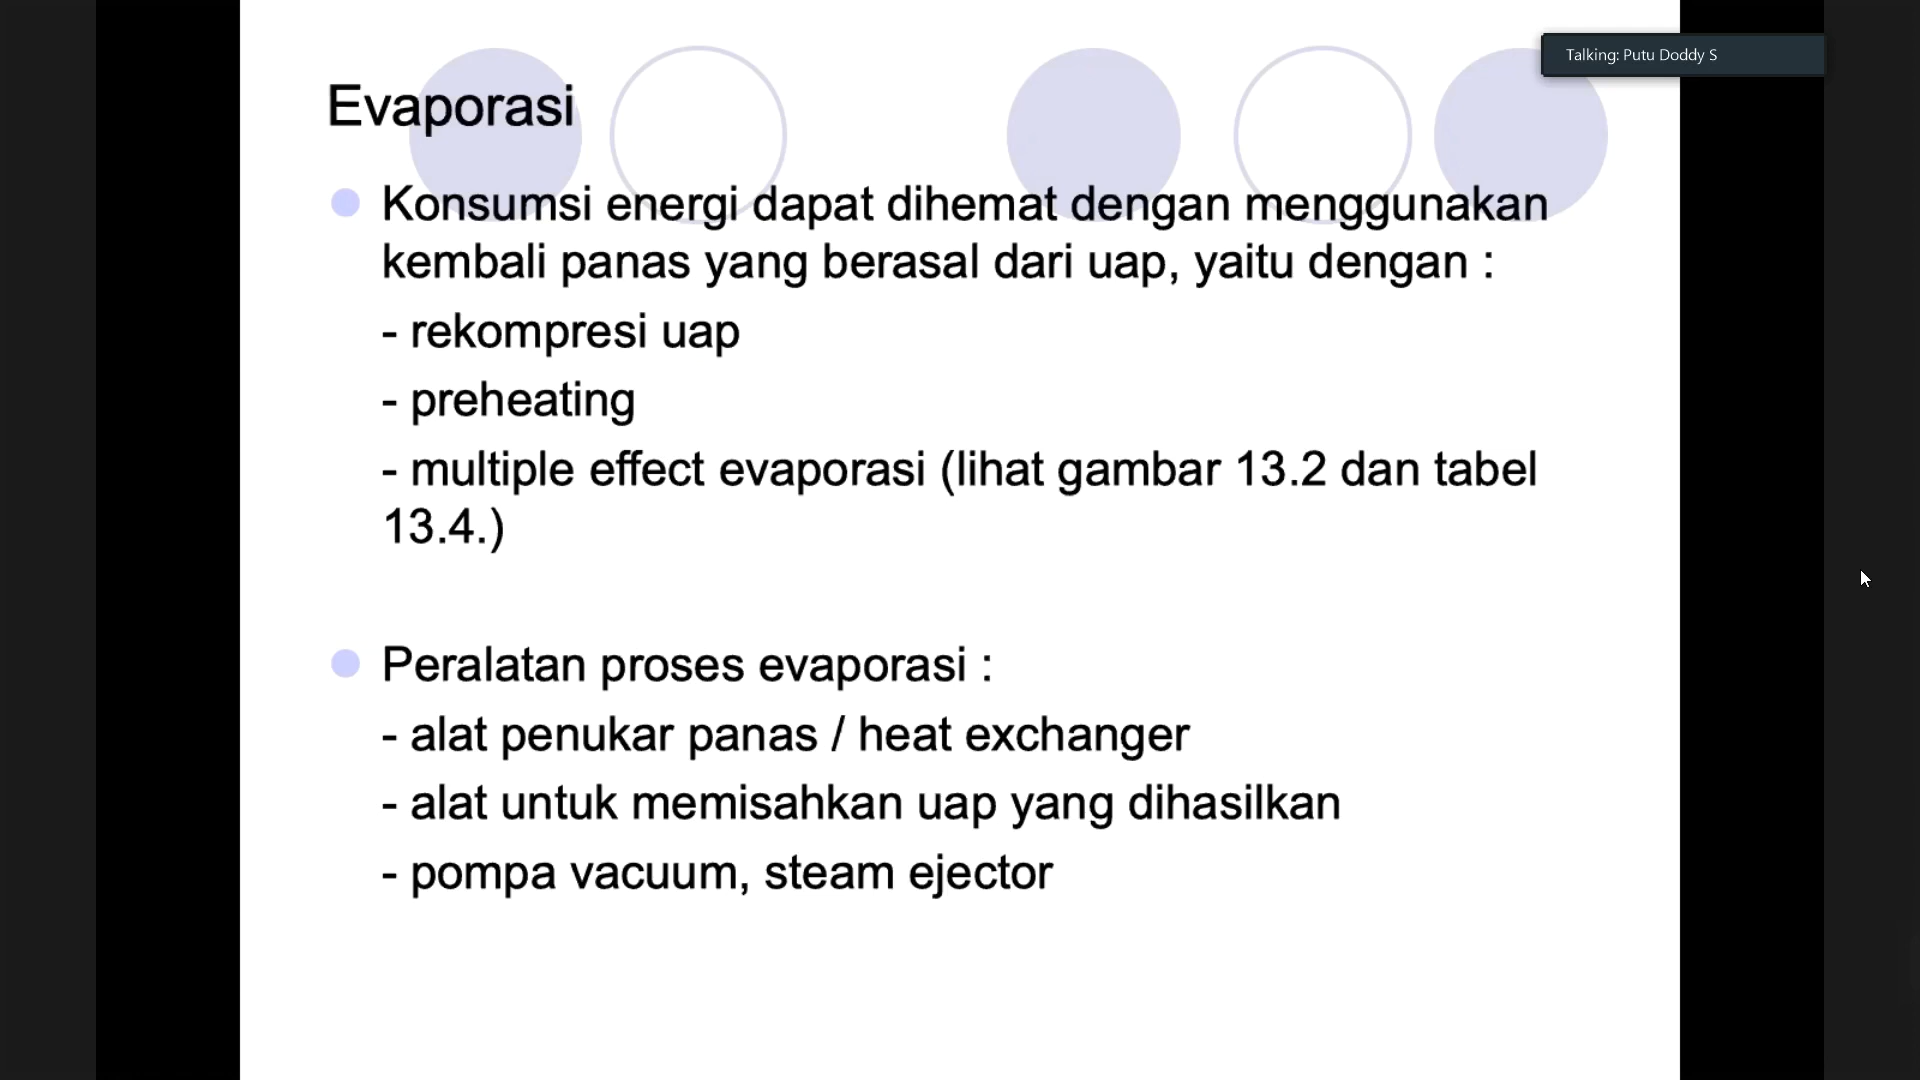 Talking: Putu Doddy S
Evaporasi
Konsumsi energi dapat dihemat dengan menggunakan
kembali panas yang berasal dari uap, yaitu dengan :
- rekompresi uap
- preheating
- multiple effect evaporasi (lihat gambar 13.2 dan tabel
13.4.)
Peralatan proses evaporasi :
- alat penukar panas / heat exchanger
- alat untuk memisahkan uap yang dihasilkan
- pompa vacuum, steam ejector